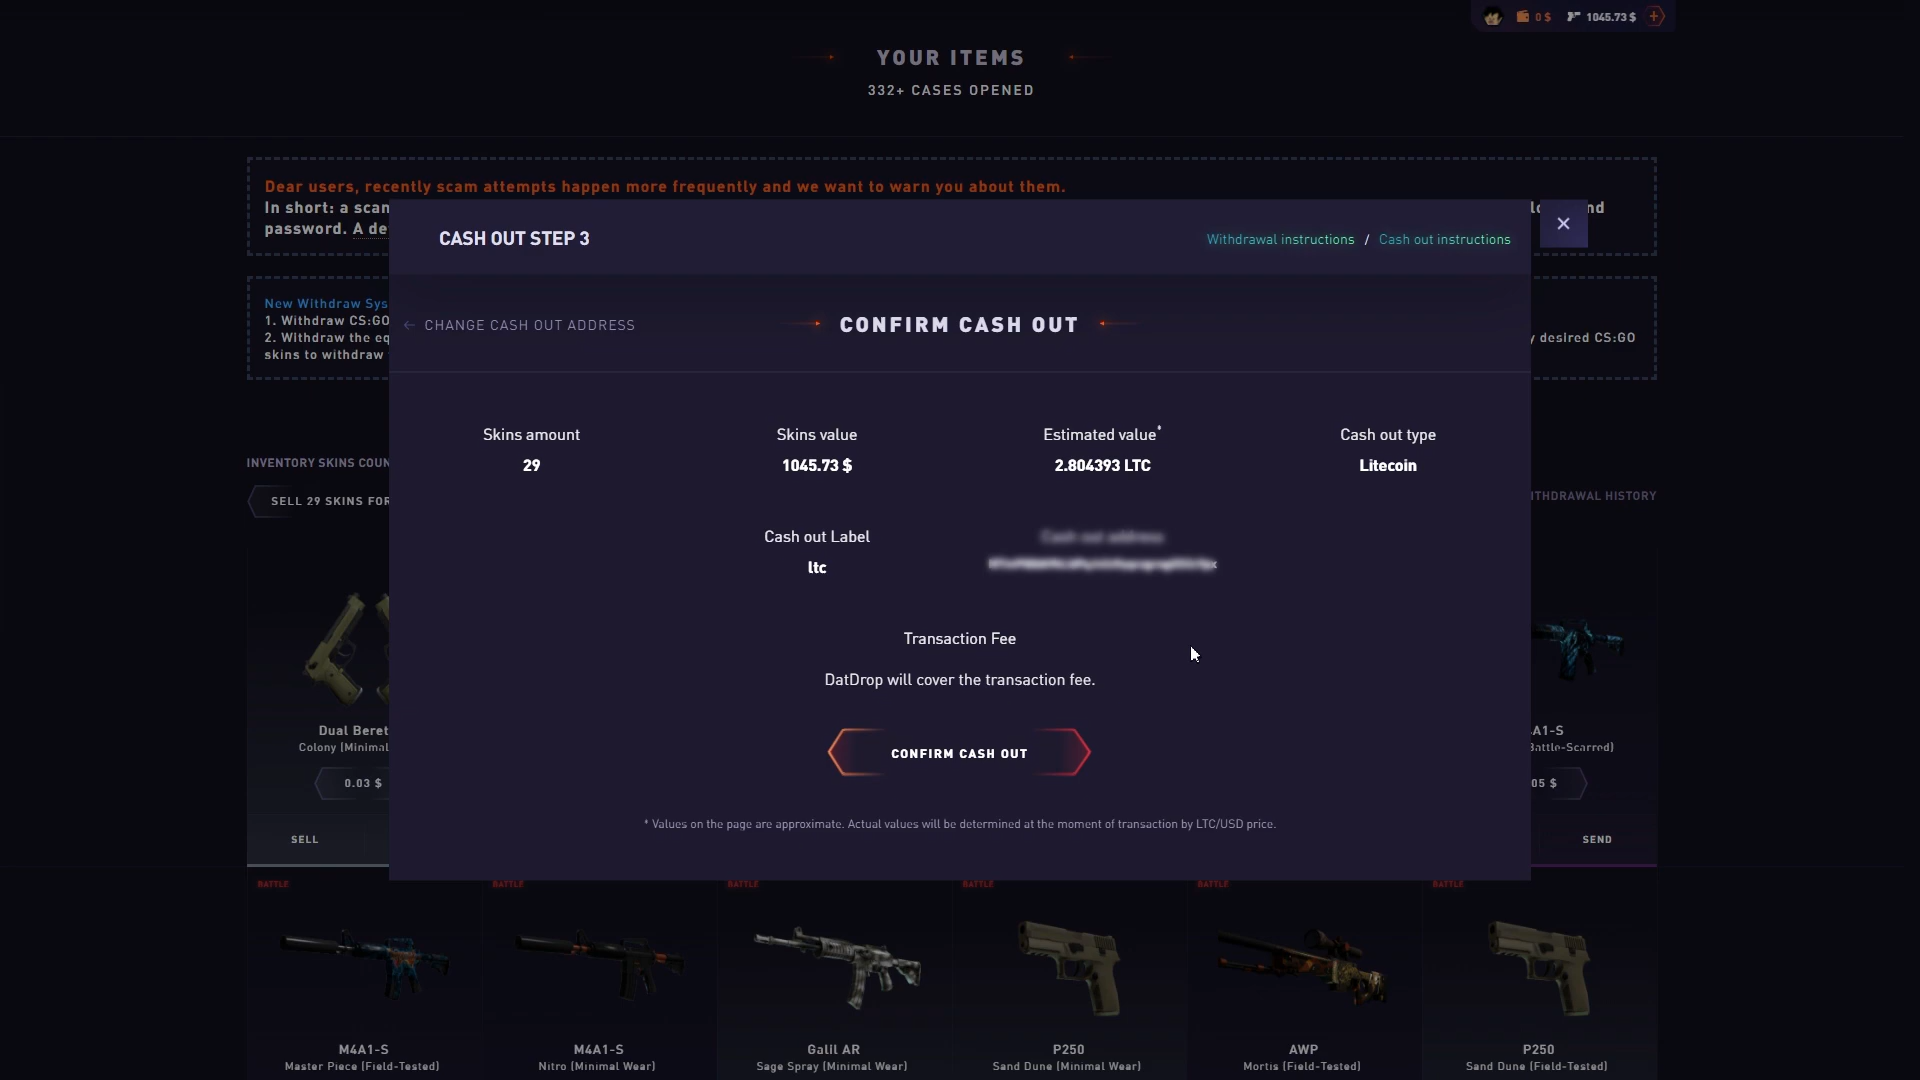 0 $ 1045.73 $ +
YOUR ITEMS
332+ CASES OPENED
Dear users, recently scam attempts happen more frequently and we want to warn you about them.
In short: a scan
nd
password. A de
CASH OUT STEP 3
Withdrawal instructions / Cash out instructions
×
New Withdraw Sys
1. Withdraw CS:GO
2. Withdraw the eq
y desired CS:GO
skins to withdraw
← CHANGE CASH OUT ADDRESS
CONFIRM CASH OUT
Skins amount
29
Skins value
1045.73 $
Estimated value*
2.804393 LTC
Cash out type
Litecoin
INVENTORY SKINS COUN
SELL 29 SKINS FOR
ITHDRAWAL HISTORY
Cash out Label
ltc
Cash out address
Transaction Fee
DatDrop will cover the transaction fee.
CONFIRM CASH OUT
* Values on the page are approximate. Actual values will be determined at the moment of transaction by LTC/USD price.
Dual Beret
Colony (Minimal
0.03 $
SELL
A1-S
Battle-Scarred)
05 $
SEND
BATTLE
BATTLE
BATTLE
BATTLE
BATTLE
BATTLE
M4A1-S
Master Piece (Field-Tested)
M4A1-S
Nitro (Minimal Wear)
Galil AR
Sage Spray (Minimal Wear)
P250
Sand Dune (Minimal Wear)
AWP
Mortis (Field-Tested)
P250
Sand Dune (Field-Tested)